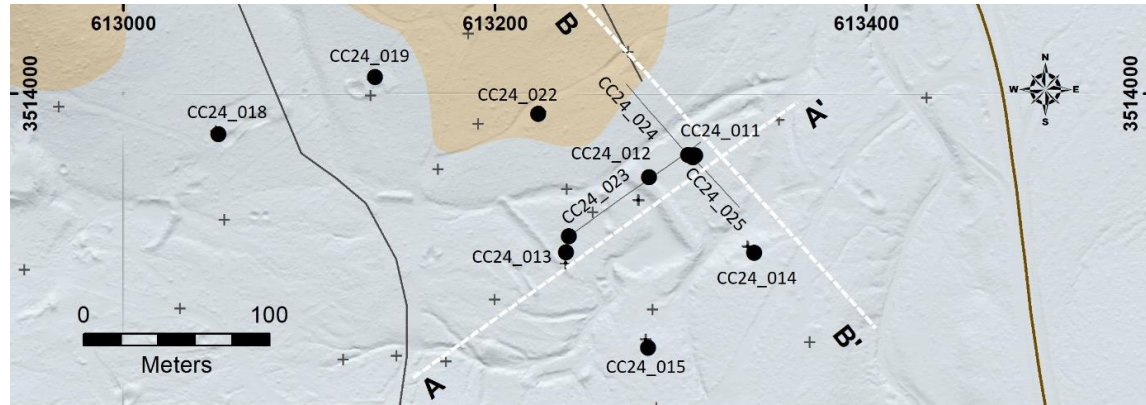 613000
613200
613400
3514000
3514000
B
N
W
E
S
CC24_019
CC24_022
CC24_018
CC24_024
A'
CC24_011
CC24_012
CC24_023
CC24_025
CC24_013
CC24_014
0
100
Meters
B'
CC24_015
A